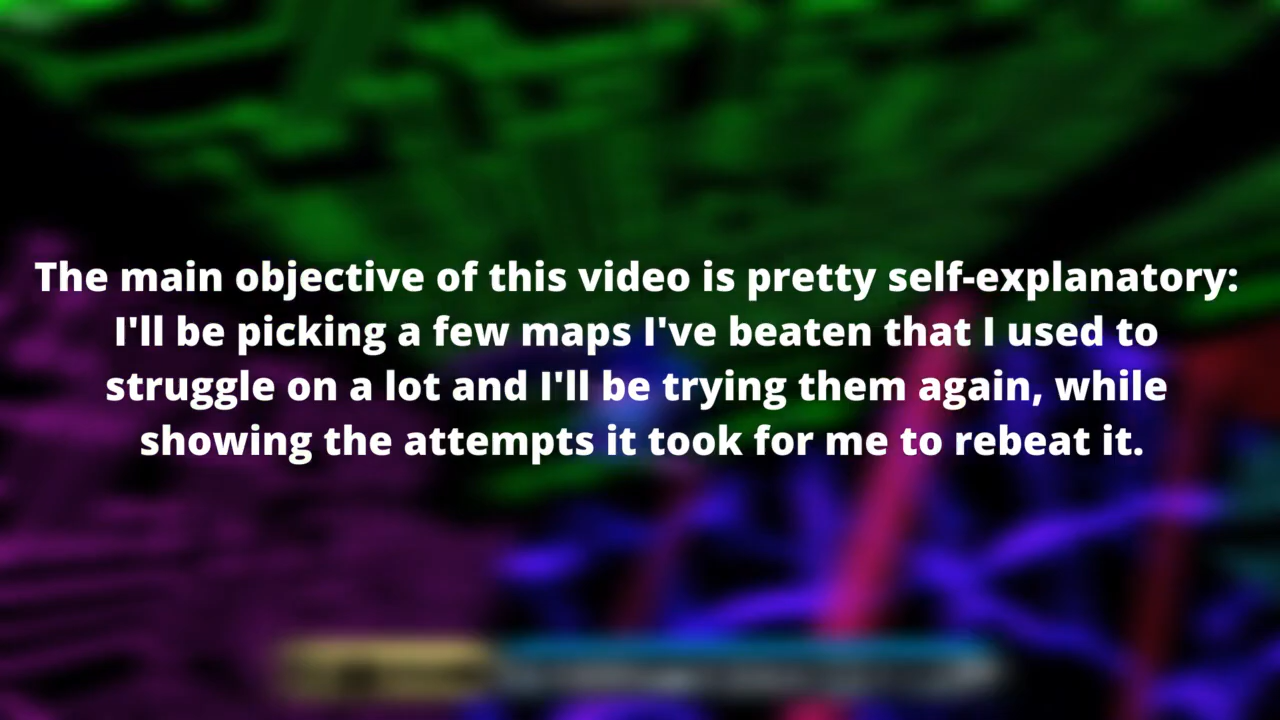 The main objective of this video is pretty self-explanatory:
I'll be picking a few maps I've beaten that I used to
struggle on a lot and I'll be trying them again, while
showing the attempts it took for me to rebeat it.